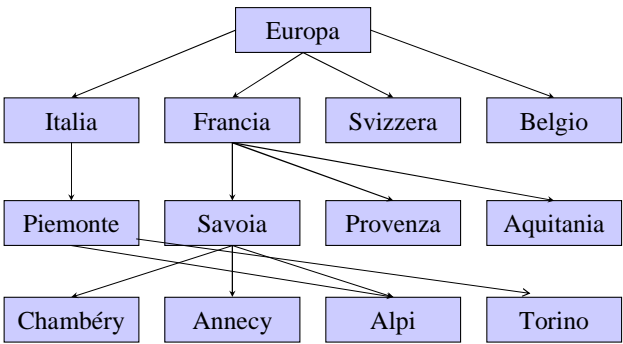 Europa
Italia Francia Svizzera Belgio
Piemonte Savoia Provenza Aquitania
Chambéry Annecy Alpi Torino